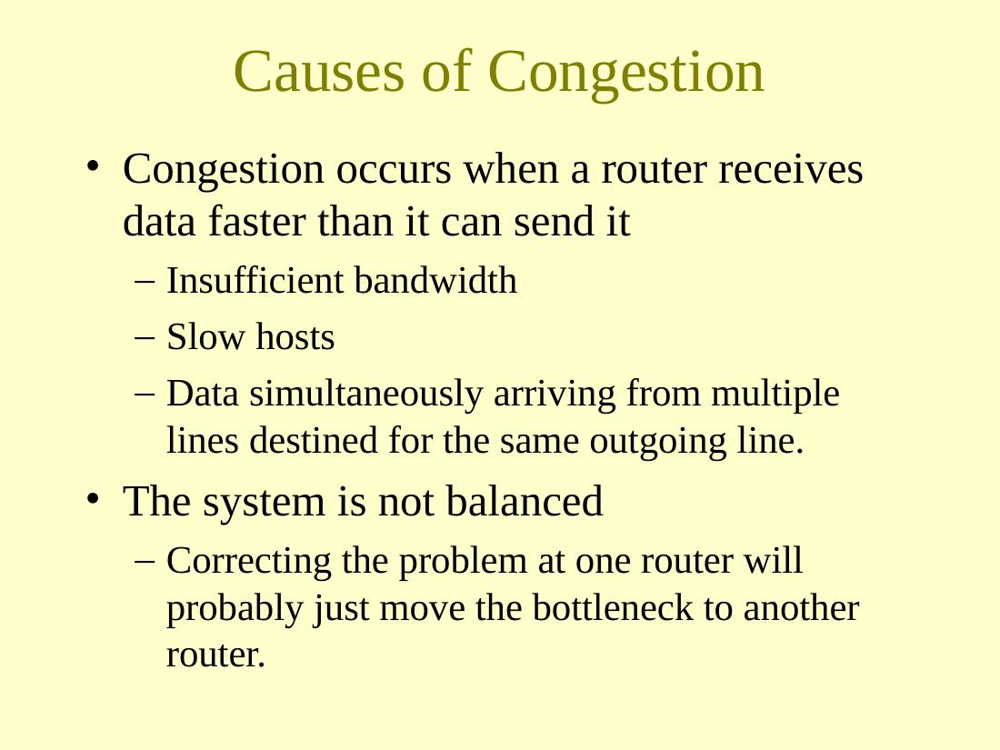 Causes of Congestion
• Congestion occurs when a router receives
data faster than it can send it
– Insufficient bandwidth
– Slow hosts
– Data simultaneously arriving from multiple
lines destined for the same outgoing line.
• The system is not balanced
– Correcting the problem at one router will
probably just move the bottleneck to another
router.